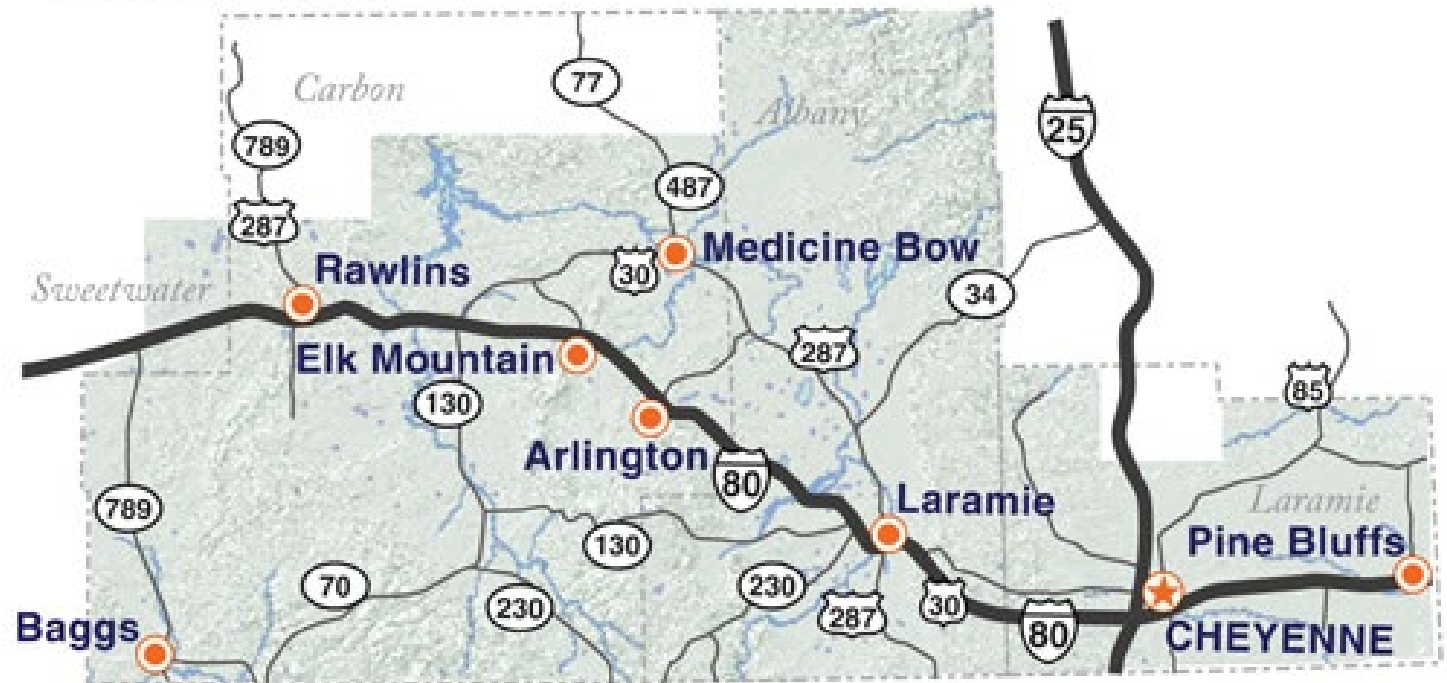 77
Carbon
Albany
25
789
487
287
Medicine Bow
Rawlins
30
Sweetwater
34
287
Elk Mountain
85
130
Arlington
80
Laramie
Laramie
789
Pine Bluffs
130
70
230
230
287
30
80
Baggs
CHEYENNE